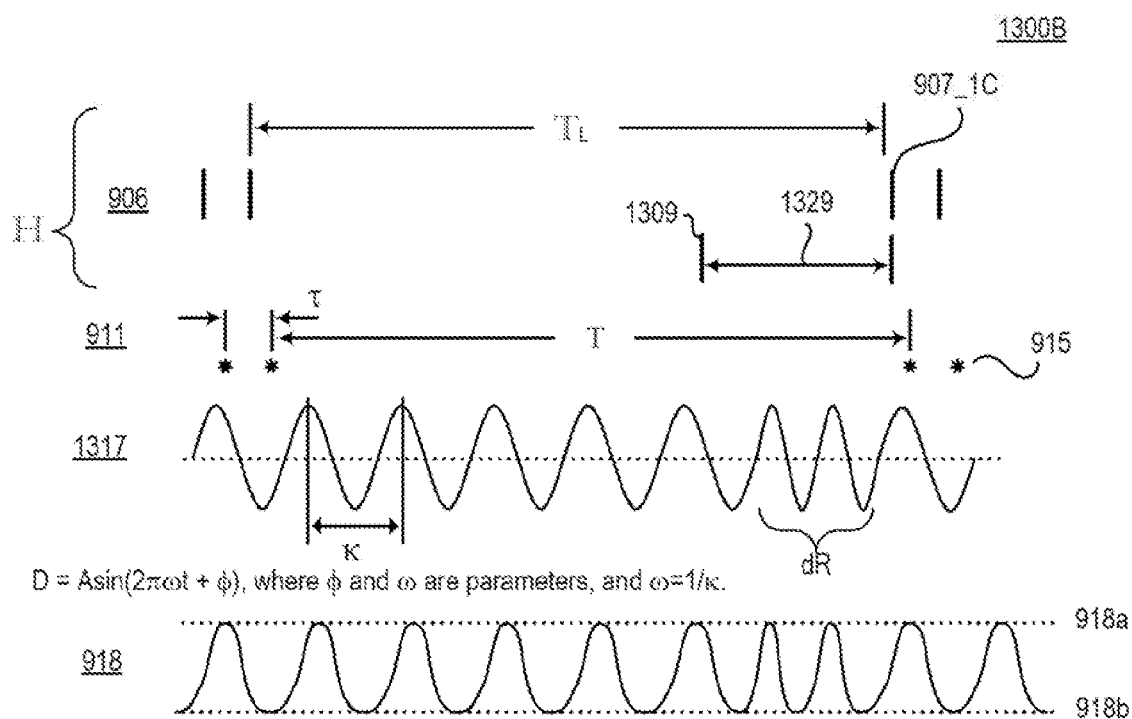 1300B
907_1C
T_L
906
H
1309
1329
τ
911
T
915
1317
κ
dR
D = Asin(2πωt + ϕ), where ϕ and ω are parameters, and ω=1/κ.
918a
918
918b